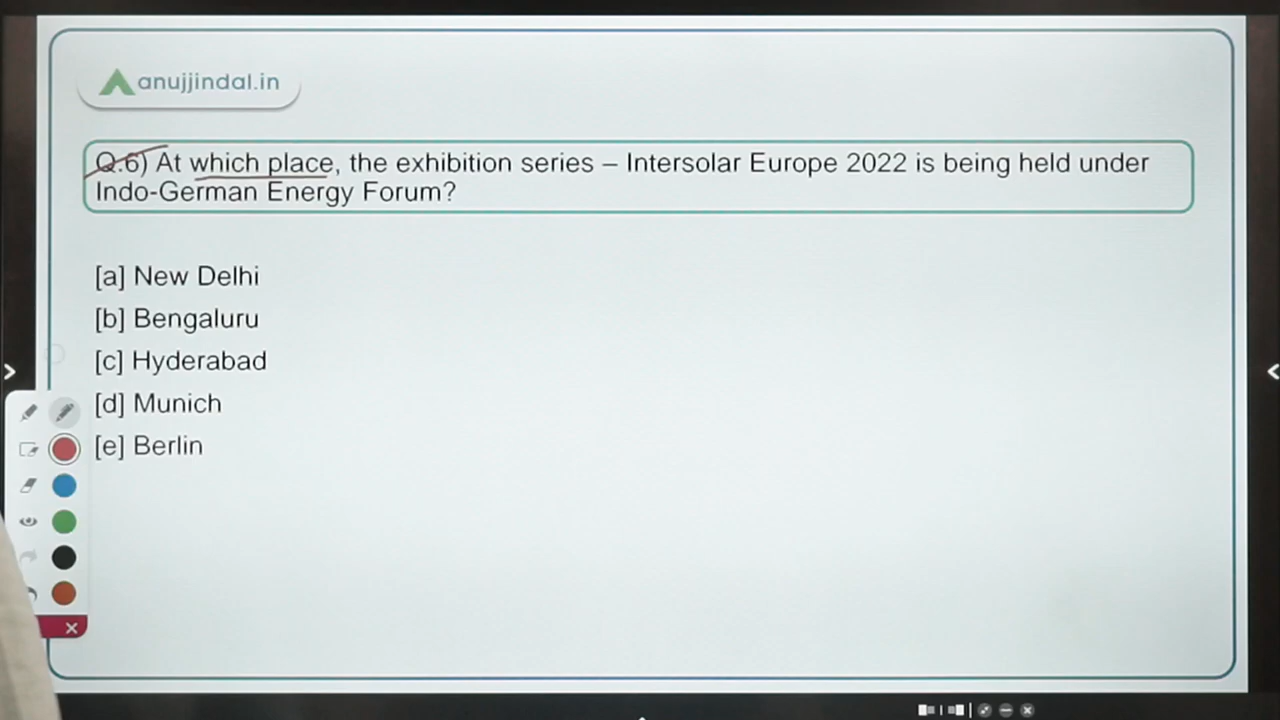 anujjindal.in
Q.6) At which place, the exhibition series – Intersolar Europe 2022 is being held under
Indo-German Energy Forum?
[a] New Delhi
[b] Bengaluru
[c] Hyderabad
[d] Munich
[e] Berlin